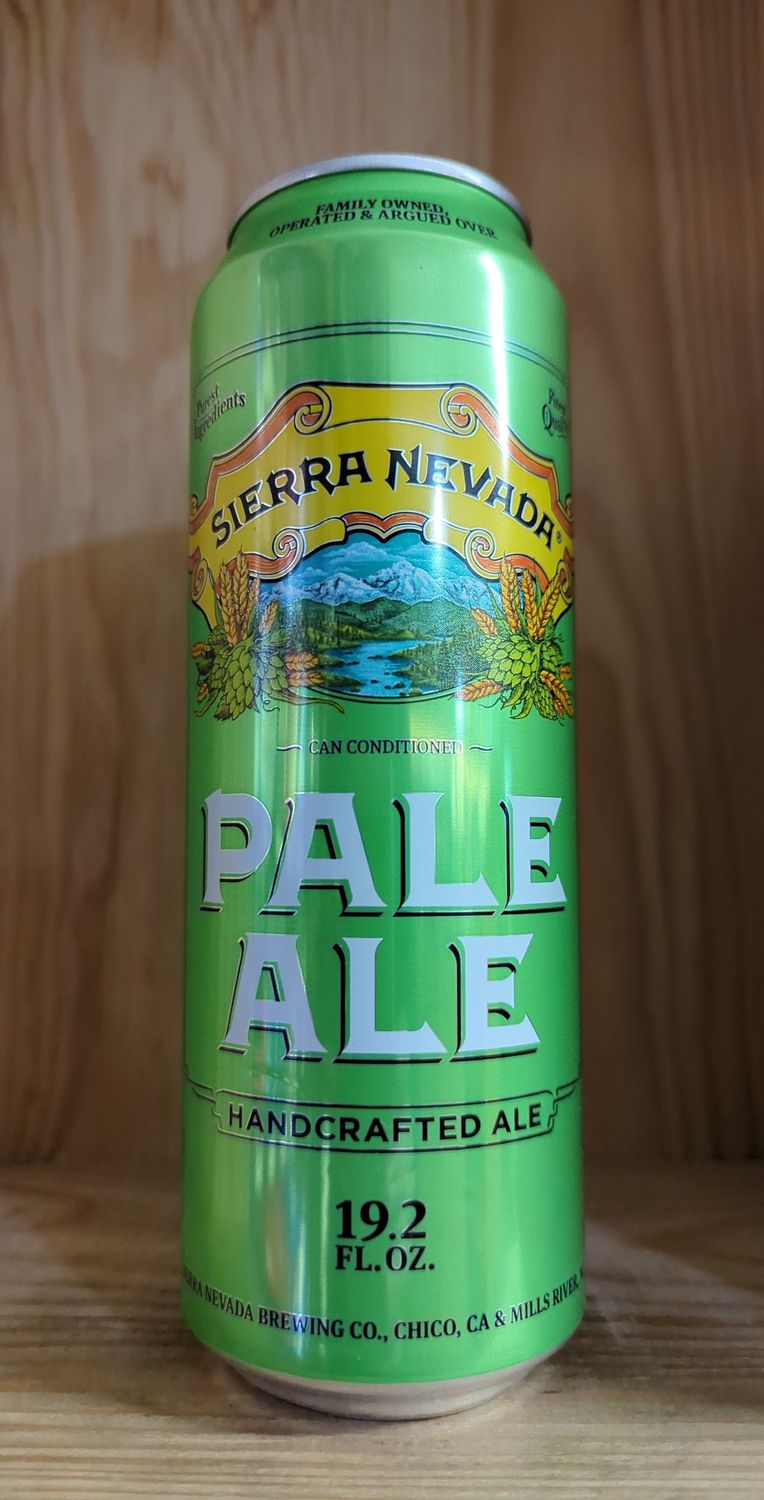 FAMILY OWNED,
OPERATED & ARGUED OVER
Purest
Ingredients
SIERRA NEVADA®
CAN CONDITIONED
PALE
ALE
HANDCRAFTED ALE
19.2
FL. OZ.
NEVADA BREWING CO., CHICO, CA & MILLS RIVER,